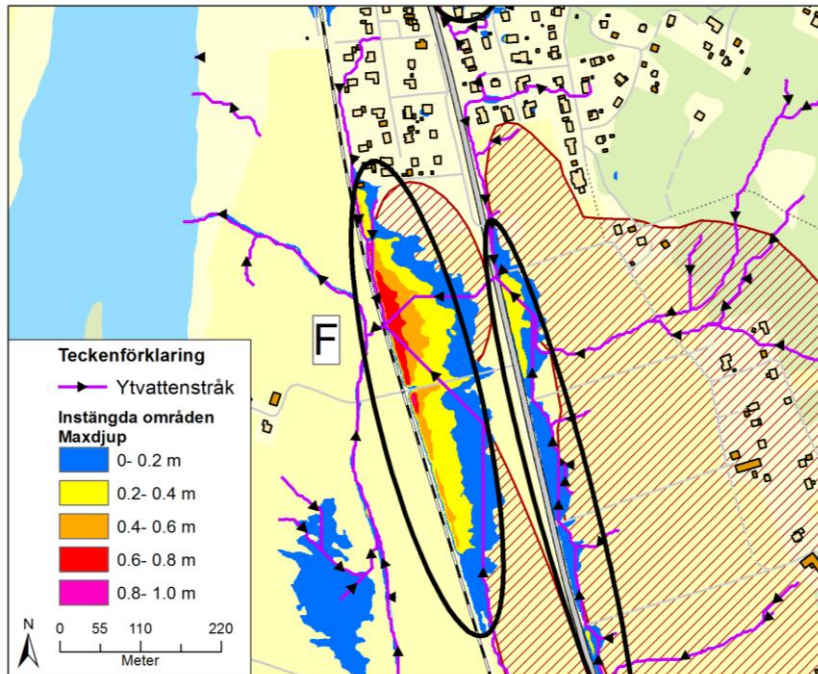 F
Teckenförklaring
Ytvattenstråk
Instängda områden
Maxdjup
0- 0.2 m
0.2- 0.4 m
0.4- 0.6 m
0.6- 0.8 m
0.8- 1.0 m
N
0 55 110 220
Meter